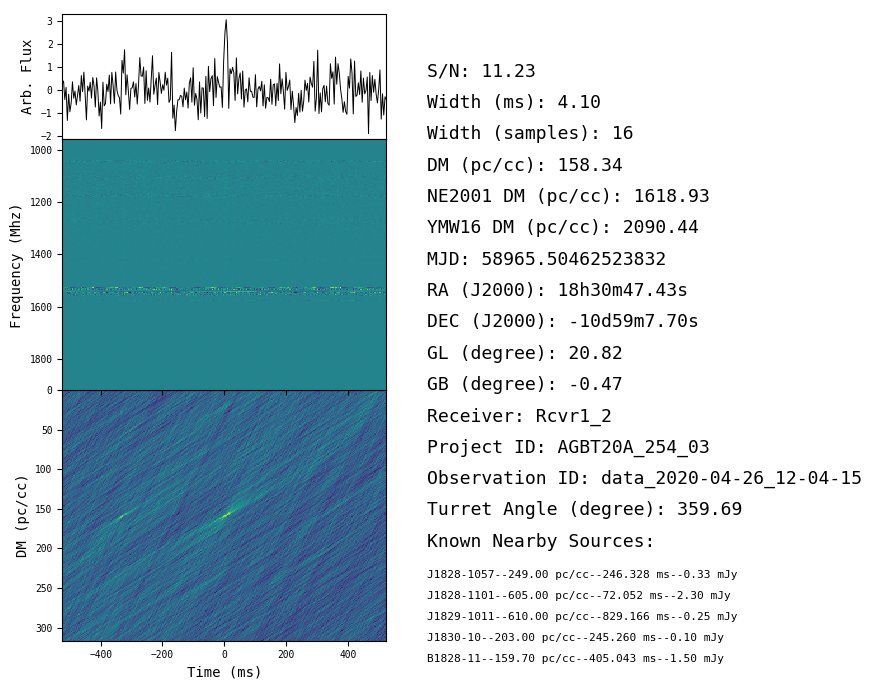 3
2
1
0
−1
−2
Arb. Flux
1000
1200
1400
1600
1800
Frequency (Mhz)
0
50
100
150
200
250
300
DM (pc/cc)
−400
−200
0
200
400
Time (ms)
S/N: 11.23
Width (ms): 4.10
Width (samples): 16
DM (pc/cc): 158.34
NE2001 DM (pc/cc): 1618.93
YMW16 DM (pc/cc): 2090.44
MJD: 58965.50462523832
RA (J2000): 18h30m47.43s
DEC (J2000): -10d59m7.70s
GL (degree): 20.82
GB (degree): -0.47
Receiver: Rcvr1_2
Project ID: AGBT20A_254_03
Observation ID: data_2020-04-26_12-04-15
Turret Angle (degree): 359.69
Known Nearby Sources:
J1828-1057--249.00 pc/cc--246.328 ms--0.33 mJy
J1828-1101--605.00 pc/cc--72.052 ms--2.30 mJy
J1829-1011--610.00 pc/cc--829.166 ms--0.25 mJy
J1830-10--203.00 pc/cc--245.260 ms--0.10 mJy
B1828-11--159.70 pc/cc--405.043 ms--1.50 mJy